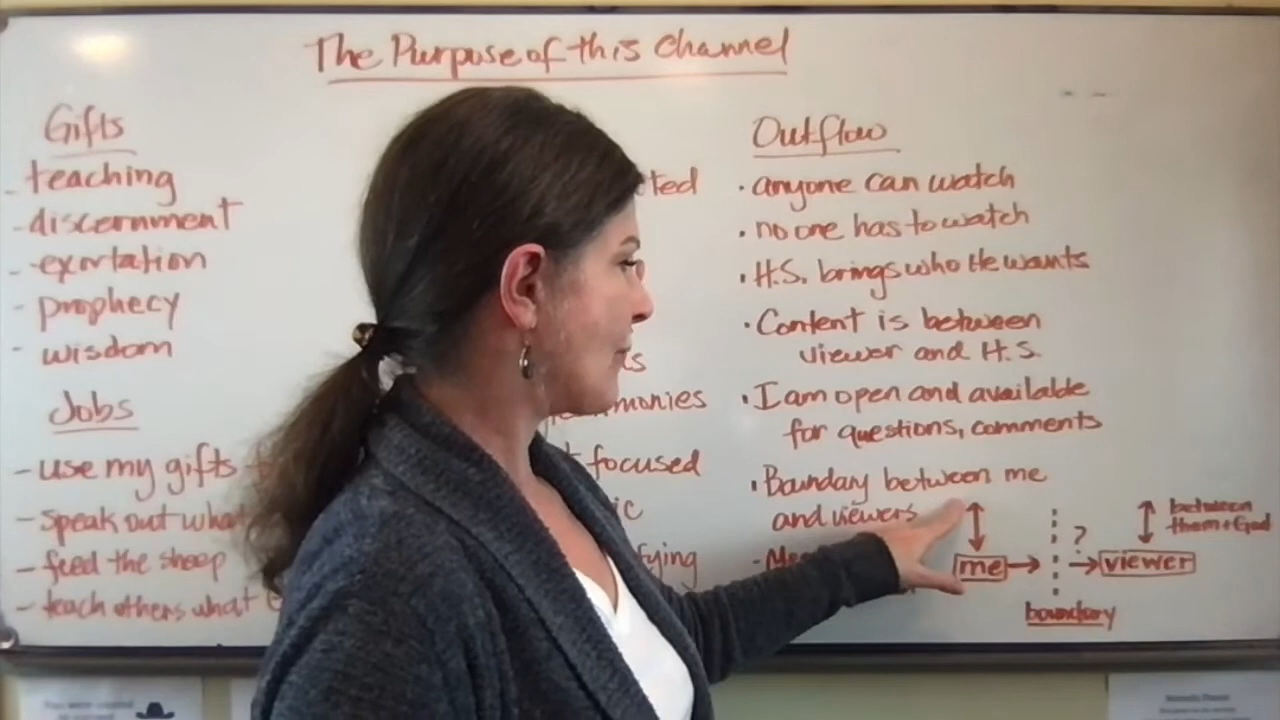 The Purpose of this Channel
Gifts
- teaching
- discernment
- exortation
- prophecy
- wisdom
Jobs
- use my gifts
- speak out what
- feed the sheep
- teach others what
focused
Outflow
• anyone can watch
• no one has to watch
• H.S. brings who He wants
• Content is between
viewer and H.S.
• I am open and available
for questions, comments
• Boundary between me
and viewers
me
?
viewer
between
them+God
boundary